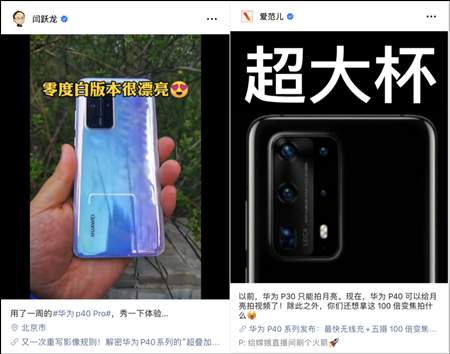 闫跃龙
零度白版本很漂亮
HUAWEI
用了一周的#华为 p40 Pro#，秀一下体验...
北京市
又一次重写影像规则！解密华为 P40系列的“超叠加...
爱范儿
超大杯
LEICA
以前，华为 P30 只能拍月亮。现在，华为 P40 可以给月
亮拍视频了！除此之外，你们还想拿这 100 倍变焦拍什
么
华为 P40 系列发布：最快无线充＋五摄 100 倍变焦...
P: 给嫦娥直播间刷个火箭